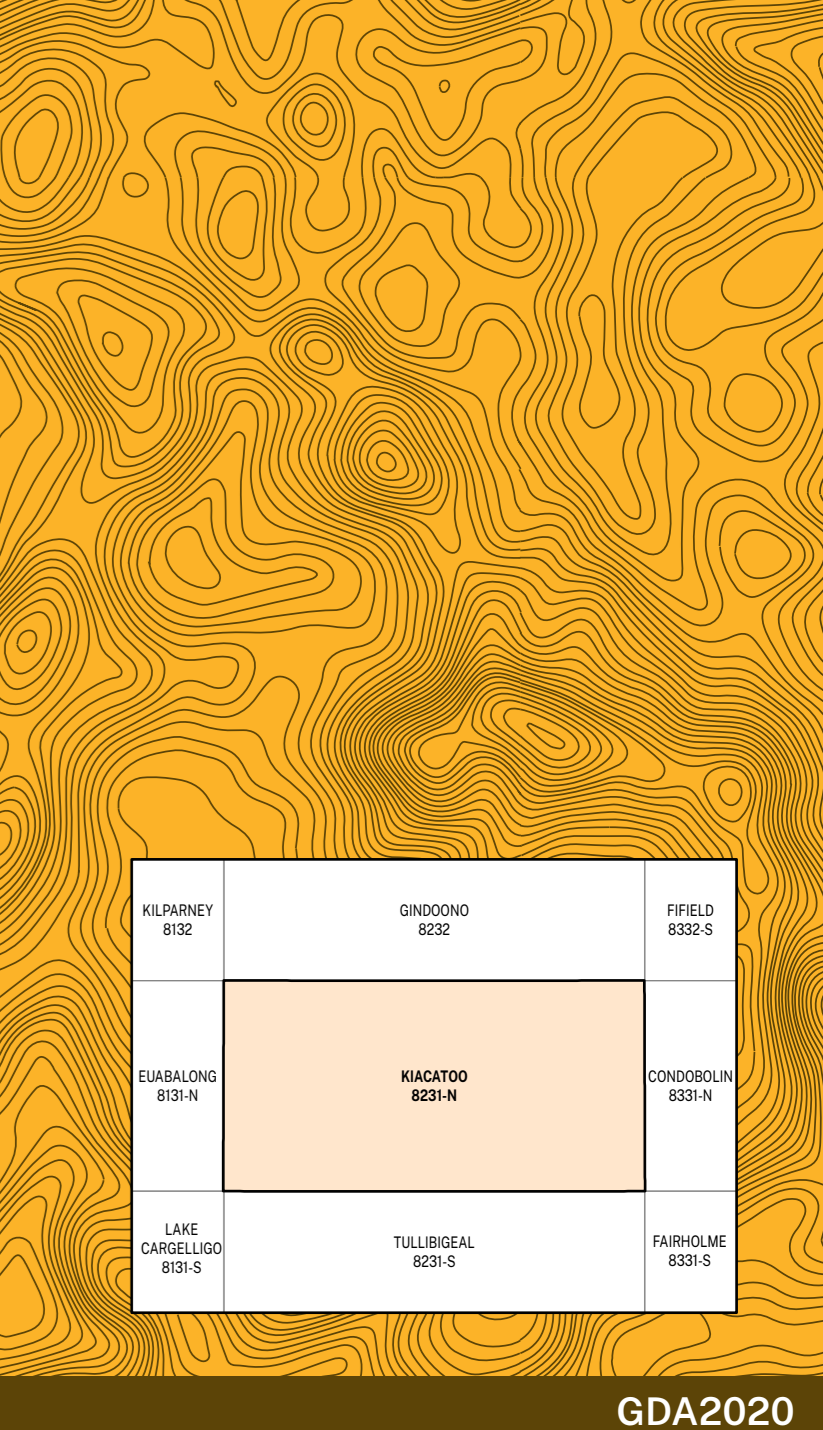 KILPARNEY
8132
GINDOONO
8232
FIFIELD
8332-S
EUABALONG
8131-N
KIACATOO
8231-N
CONDOBOLIN
8331-N
LAKE
CARGELLIGO
8131-S
TULLIBIGEAL
8231-S
FAIRHOLME
8331-S
GDA2020